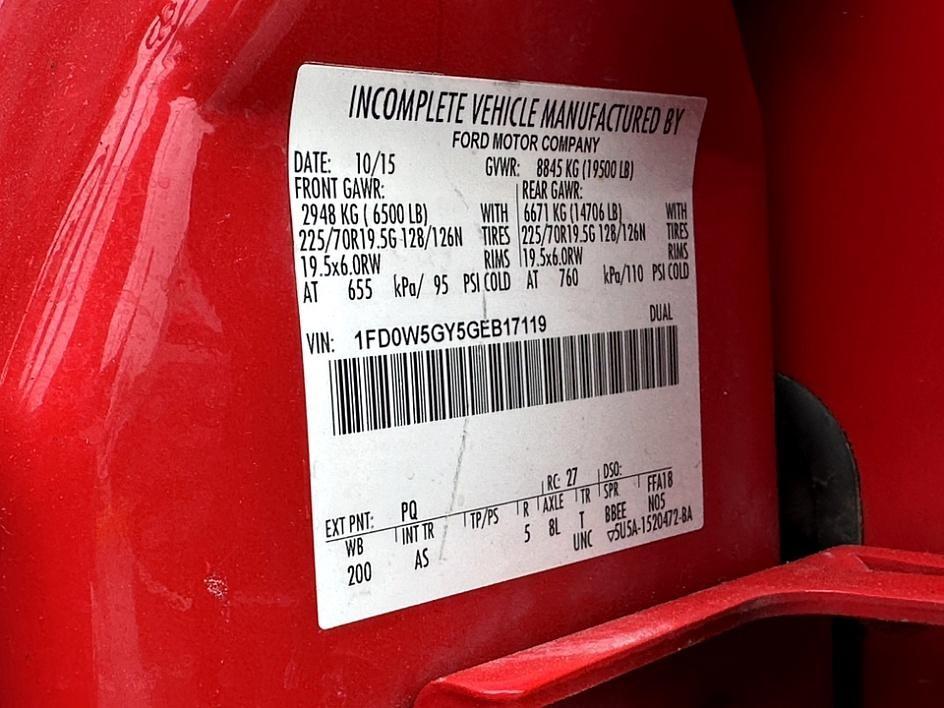 INCOMPLETE VEHICLE MANUFACTURED BY
FORD MOTOR COMPANY
DATE: 10/15 GVWR: 8845 KG (19500 LB)
FRONT GAWR: REAR GAWR:
2948 KG ( 6500 LB) WITH 6671 KG (14706 LB) WITH
225/70R19.5G 128/126N TIRES 225/70R19.5G 128/126N TIRES
19.5x6.0RW RIMS 19.5x6.0RW RIMS
AT 655 kPa/ 95 PSI COLD AT 760 kPa/110 PSI COLD
DUAL
VIN: 1FD0W5GY5GEB17119
EXT PNT: PQ RC: 27 DSO:
WB INT TR TP/PS R AXLE TR SPR FFA18
200 AS 5 8L T BBEE N05
UNC ▽5U5A-1520472-BA